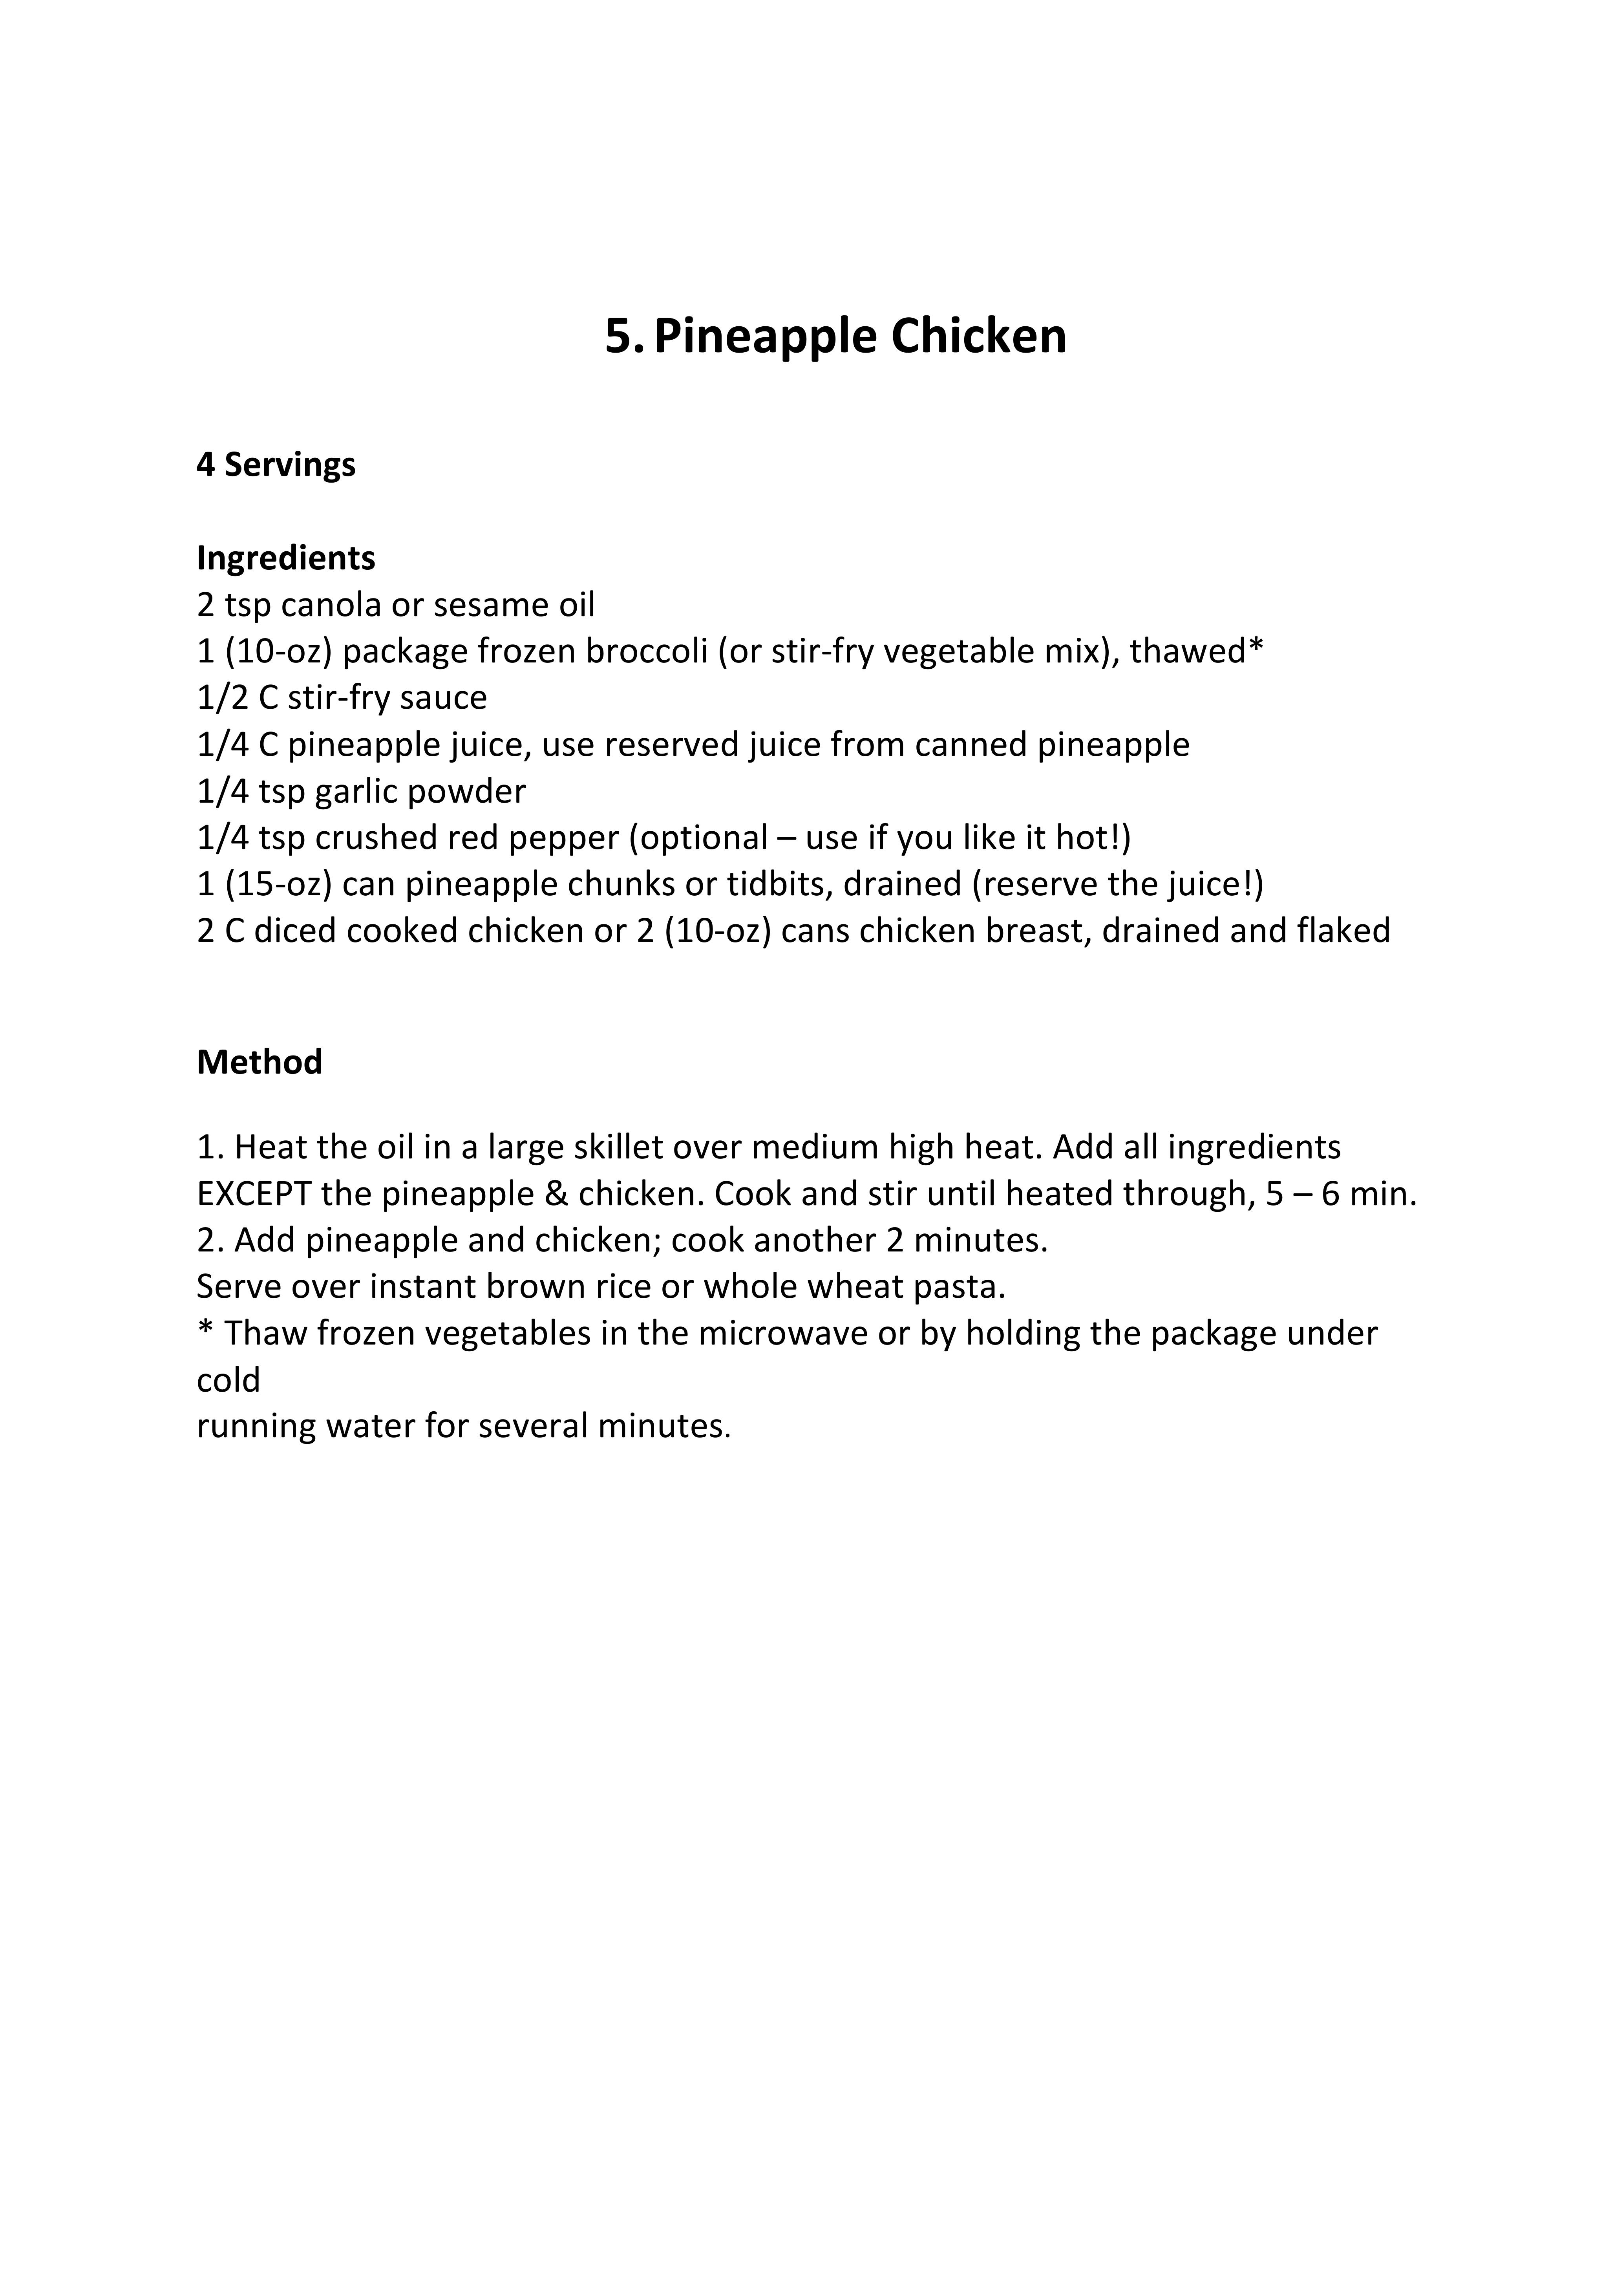 5. Pineapple Chicken
4 Servings
Ingredients
2 tsp canola or sesame oil
1 (10-oz) package frozen broccoli (or stir-fry vegetable mix), thawed*
1/2 C stir-fry sauce
1/4 C pineapple juice, use reserved juice from canned pineapple
1/4 tsp garlic powder
1/4 tsp crushed red pepper (optional – use if you like it hot!)
1 (15-oz) can pineapple chunks or tidbits, drained (reserve the juice!)
2 C diced cooked chicken or 2 (10-oz) cans chicken breast, drained and flaked
Method
1. Heat the oil in a large skillet over medium high heat. Add all ingredients
EXCEPT the pineapple & chicken. Cook and stir until heated through, 5 – 6 min.
2. Add pineapple and chicken; cook another 2 minutes.
Serve over instant brown rice or whole wheat pasta.
* Thaw frozen vegetables in the microwave or by holding the package under
cold
running water for several minutes.